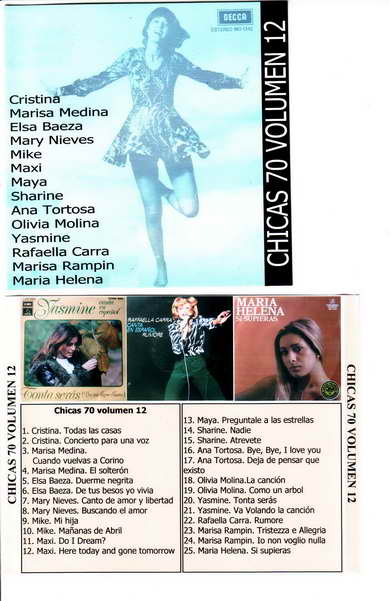 DECCA
Cristina
Marisa Medina
Elsa Baeza
Mary Nieves
Mike
Maxi
Maya
Sharine
Ana Tortosa
Olivia Molina
Yasmine
Rafaella Carra
Marisa Rampin
Maria Helena
CHICAS 70 VOLUMEN 12
Yasmine
canta en
español
Tonta serás
RAFFAELLA CARRA
CANTA
EN ESPAÑOL
RUMORE
MARIA
HELENA
SI SUPIERAS
CHICAS 70 VOLUMEN 12
Chicas 70 volumen 12
1. Cristina. Todas las casas
2. Cristina. Concierto para una voz
3. Marisa Medina.
Cuando vuelvas a Corino
4. Marisa Medina. El solterón
5. Elsa Baeza. Duerme negrita
6. Elsa Baeza. De tus besos yo vivia
7. Mary Nieves. Canto de amor y libertad
8. Mary Nieves. Buscando el amor
9. Mike. Mi hija
10. Mike. Mañanas de Abril
11. Maxi. Do I Dream?
12. Maxi. Here today and gone tomorrow
13. Maya. Preguntale a las estrellas
14. Sharine. Nadie
15. Sharine. Atrevete
16. Ana Tortosa. Bye, Bye, I love you
17. Ana Tortosa. Deja de pensar que
existo
18. Olivia Molina.La canción
19. Olivia Molina. Como un arbol
20. Yasmine. Tonta serás
21. Yasmine. Va Volando la canción
22. Rafaella Carra. Rumore
23. Marisa Rampin. Tristezza e Allegria
24. Marisa Rampin. Io non voglio nulla
25. Maria Helena. Si supieras
CHICAS 70 VOLUMEN 12